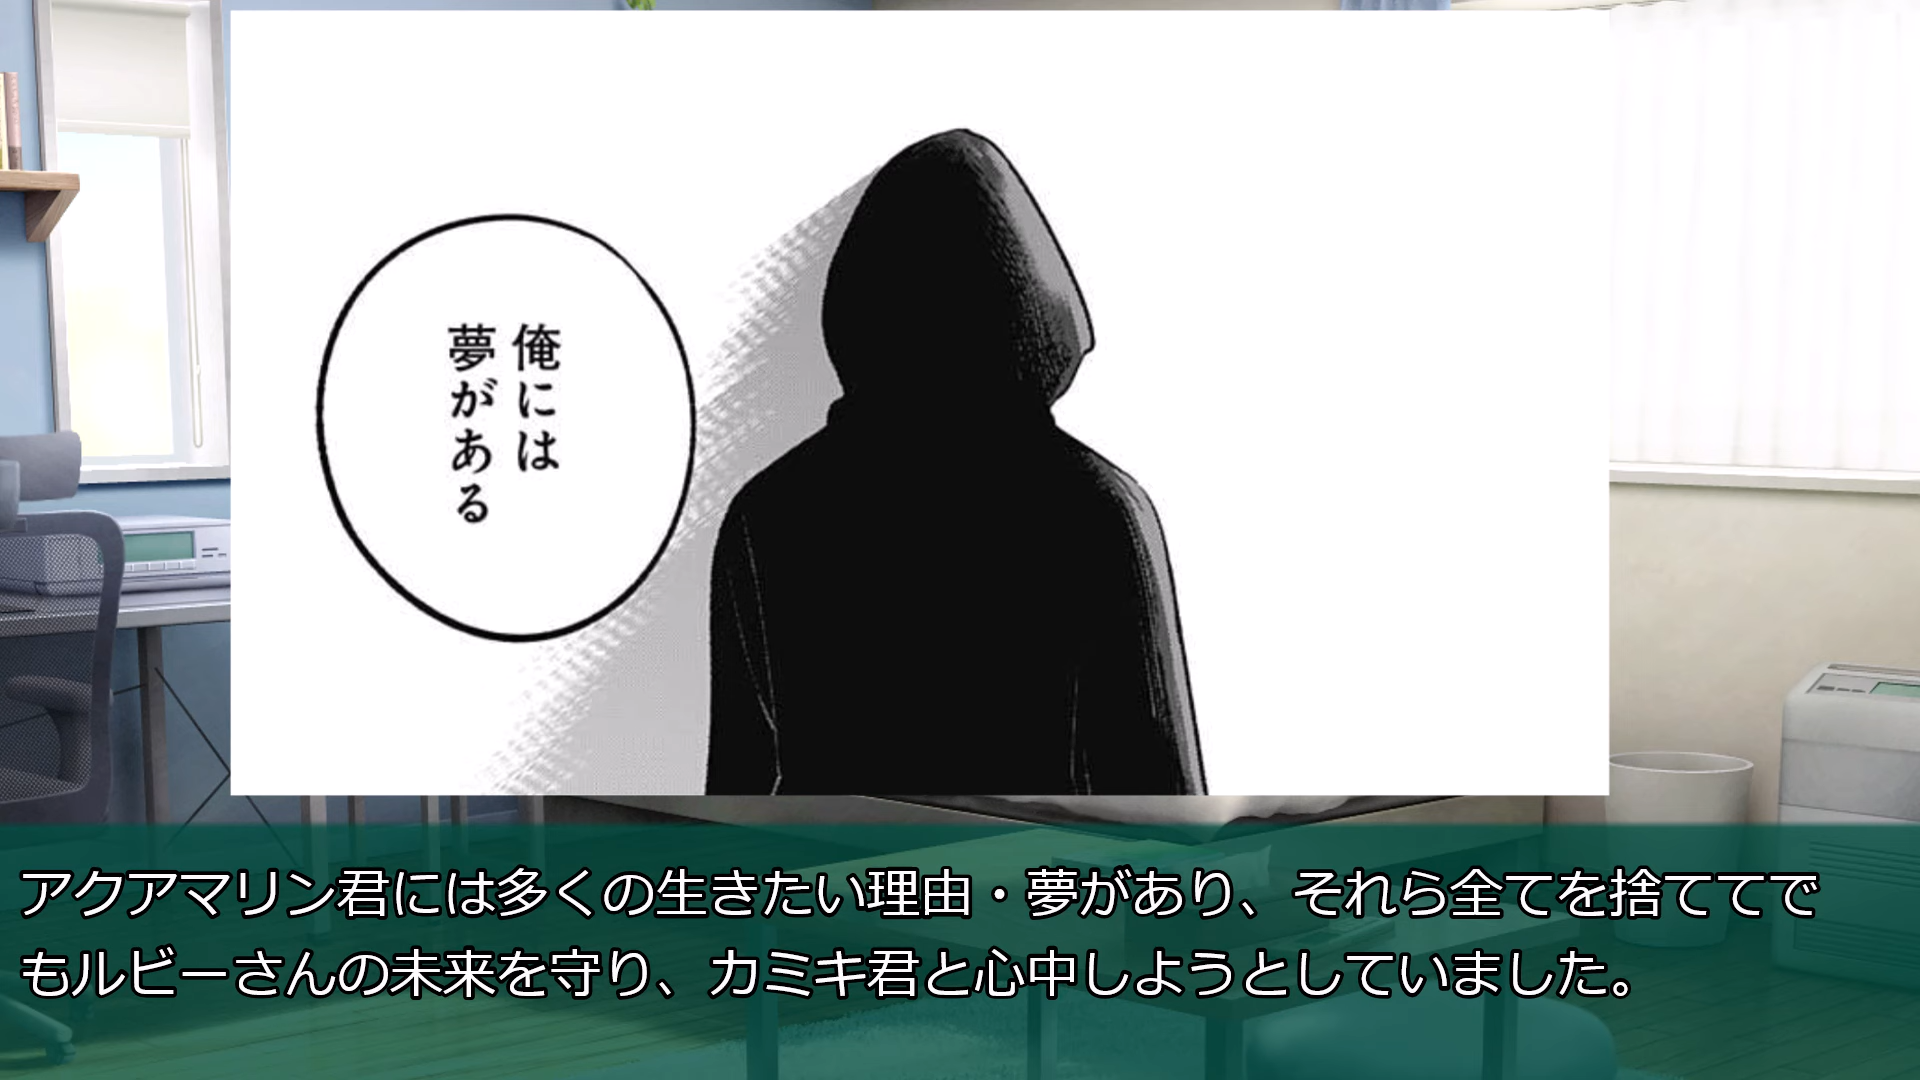 俺には
夢がある
アクアマリン君には多くの生きたい理由・夢があり、それら全てを捨ててで
もルビーさんの未来を守り、カミキ君と心中しようとしていました。